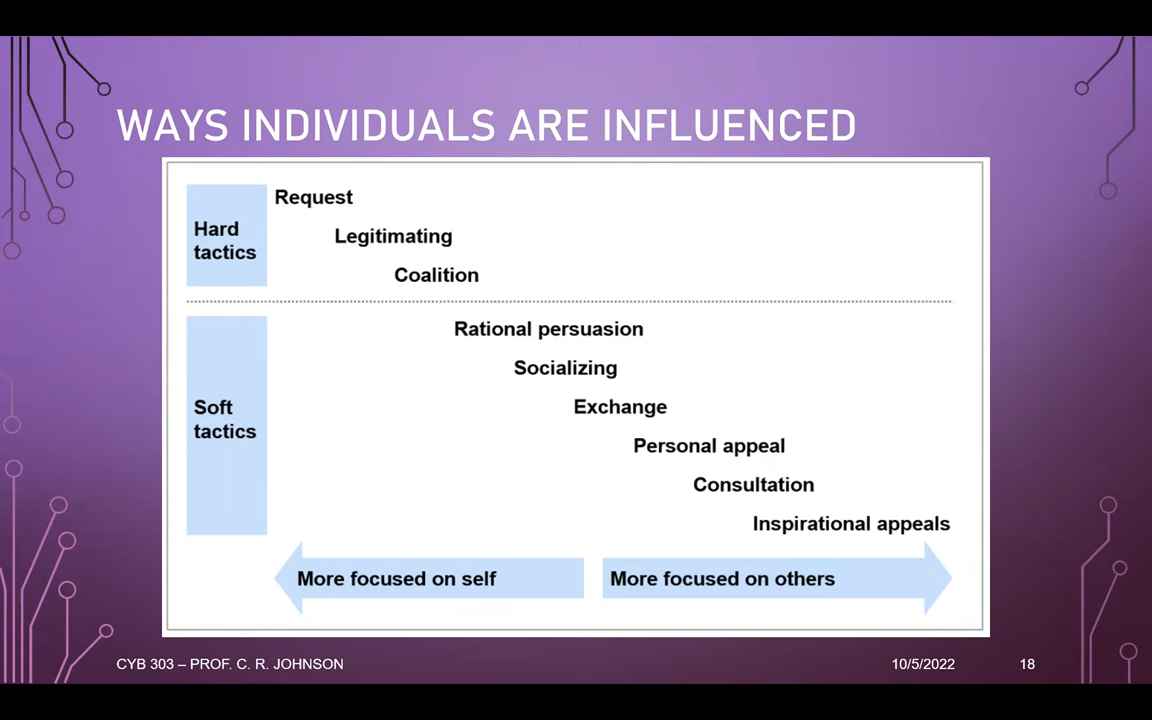 WAYS INDIVIDUALS ARE INFLUENCED
Request
Hard
tactics
Legitimating
Coalition
Rational persuasion
Socializing
Soft
tactics
Exchange
Personal appeal
Consultation
Inspirational appeals
More focused on self
More focused on others
CYB 303 – PROF. C. R. JOHNSON
10/5/2022
18